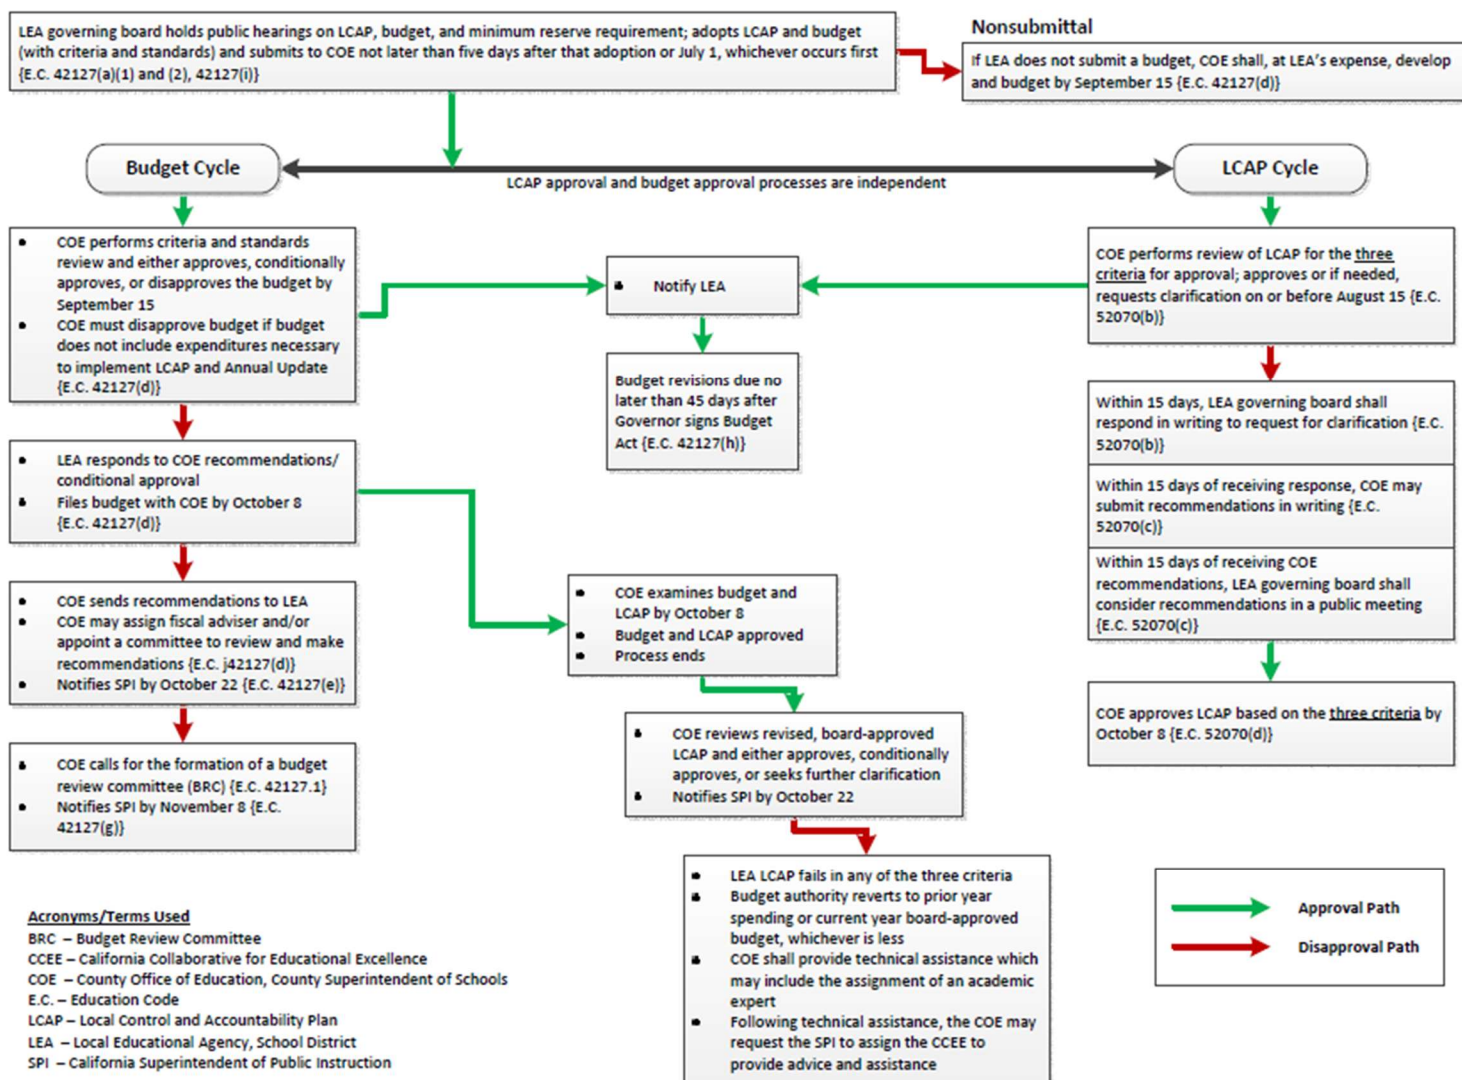 LEA governing board holds public hearings on LCAP, budget, and minimum reserve requirement; adopts LCAP and budget
(with criteria and standards) and submits to COE not later than five days after that adoption or July 1, whichever occurs first
{E.C. 42127(a)(1) and (2), 42127(i)}
Nonsubmittal
If LEA does not submit a budget, COE shall, at LEA's expense, develop
and budget by September 15 {E.C. 42127(d)}
Budget Cycle
LCAP approval and budget approval processes are independent
LCAP Cycle
• COE performs criteria and standards
review and either approves, conditionally
approves, or disapproves the budget by
September 15
• COE must disapprove budget if budget
does not include expenditures necessary
to implement LCAP and Annual Update
{E.C. 42127(d)}
• Notify LEA
COE performs review of LCAP for the three
criteria for approval; approves or if needed,
requests clarification on or before August 15 {E.C.
52070(b)}
Budget revisions due no
later than 45 days after
Governor signs Budget
Act {E.C. 42127(h)}
Within 15 days, LEA governing board shall
respond in writing to request for clarification {E.C.
52070(b)}
Within 15 days of receiving response, COE may
submit recommendations in writing {E.C.
52070(c)}
Within 15 days of receiving COE
recommendations, LEA governing board shall
consider recommendations in a public meeting
{E.C. 52070(c)}
• LEA responds to COE recommendations/
conditional approval
• Files budget with COE by October 8
{E.C. 42127(d)}
• COE sends recommendations to LEA
• COE may assign fiscal adviser and/or
appoint a committee to review and make
recommendations {E.C. j42127(d)}
• Notifies SPI by October 22 {E.C. 42127(e)}
• COE examines budget and
LCAP by October 8
• Budget and LCAP approved
• Process ends
COE approves LCAP based on the three criteria by
October 8 {E.C. 52070(d)}
• COE calls for the formation of a budget
review committee (BRC) {E.C. 42127.1}
• Notifies SPI by November 8 {E.C.
42127(g)}
• COE reviews revised, board-approved
LCAP and either approves, conditionally
approves, or seeks further clarification
• Notifies SPI by October 22
• LEA LCAP fails in any of the three criteria
• Budget authority reverts to prior year
spending or current year board-approved
budget, whichever is less
• COE shall provide technical assistance which
may include the assignment of an academic
expert
• Following technical assistance, the COE may
request the SPI to assign the CCEE to
provide advice and assistance
Approval Path
Disapproval Path
Acronyms/Terms Used
BRC – Budget Review Committee
CCEE – California Collaborative for Educational Excellence
COE – County Office of Education, County Superintendent of Schools
E.C. – Education Code
LCAP – Local Control and Accountability Plan
LEA – Local Educational Agency, School District
SPI – California Superintendent of Public Instruction